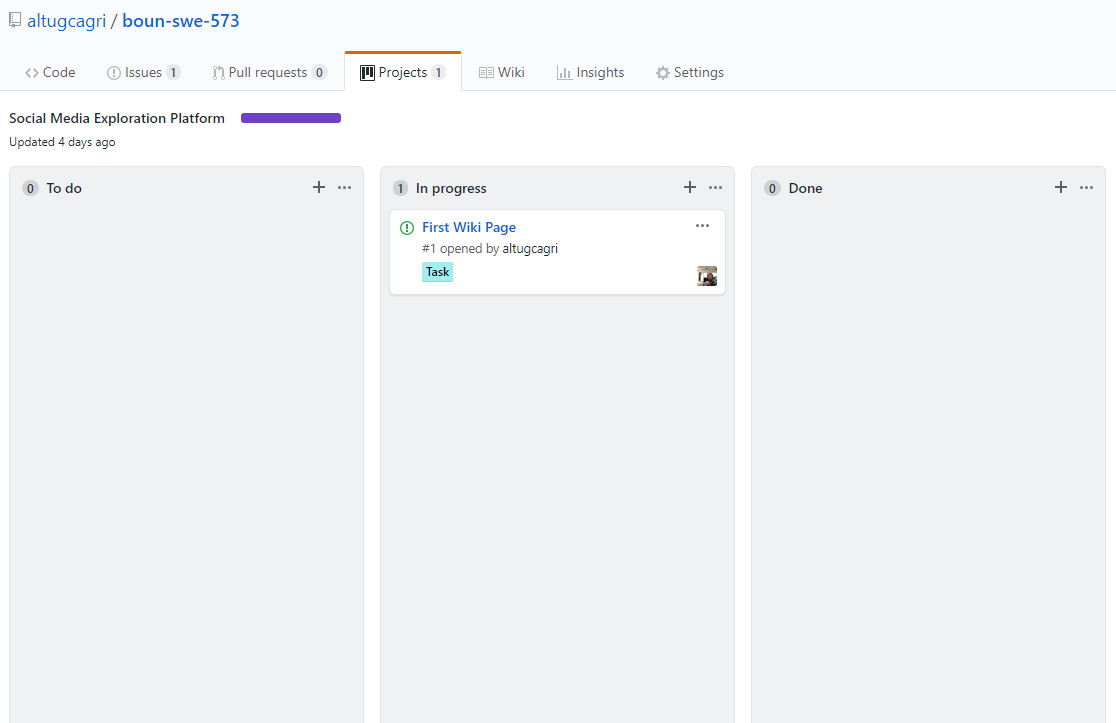 altugcagri / boun-swe-573
Code Issues 1 Pull requests 0 Projects 1 Wiki Insights Settings
Social Media Exploration Platform
Updated 4 days ago
0 To do
1 In progress
First Wiki Page
#1 opened by altugcagri
Task
0 Done